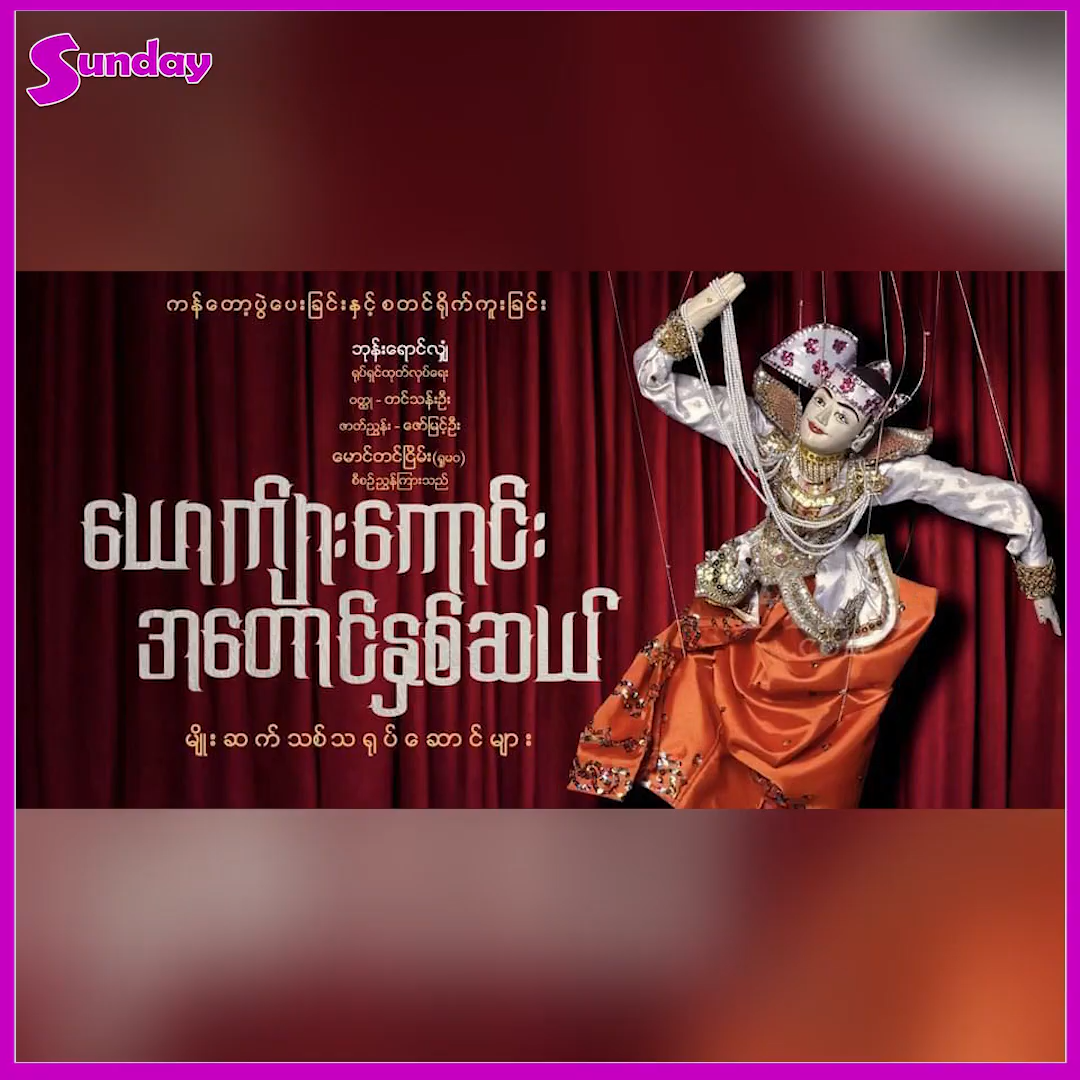 Sunday
ကန်တော့ပွဲပေးခြင်းနှင့် စတင်ရိုက်ကူးခြင်း
ဘုန်းရောင်လျှံ
ရုပ်ရှင်ထုတ်လုပ်ရေး
ဝတ္ထု - တင်သန်းဦး
ဇာတ်ညွှန်း - ဇော်မြင့်ဦး
မောင်တင်ငြိမ်း(ရူမဝ)
စီစဉ်ညွှန်ကြားသည်
ယောက်ျားကောင်း
အတောင်နှစ်ဆယ်
မျိုးဆက်သစ်သရုပ်ဆောင်များ